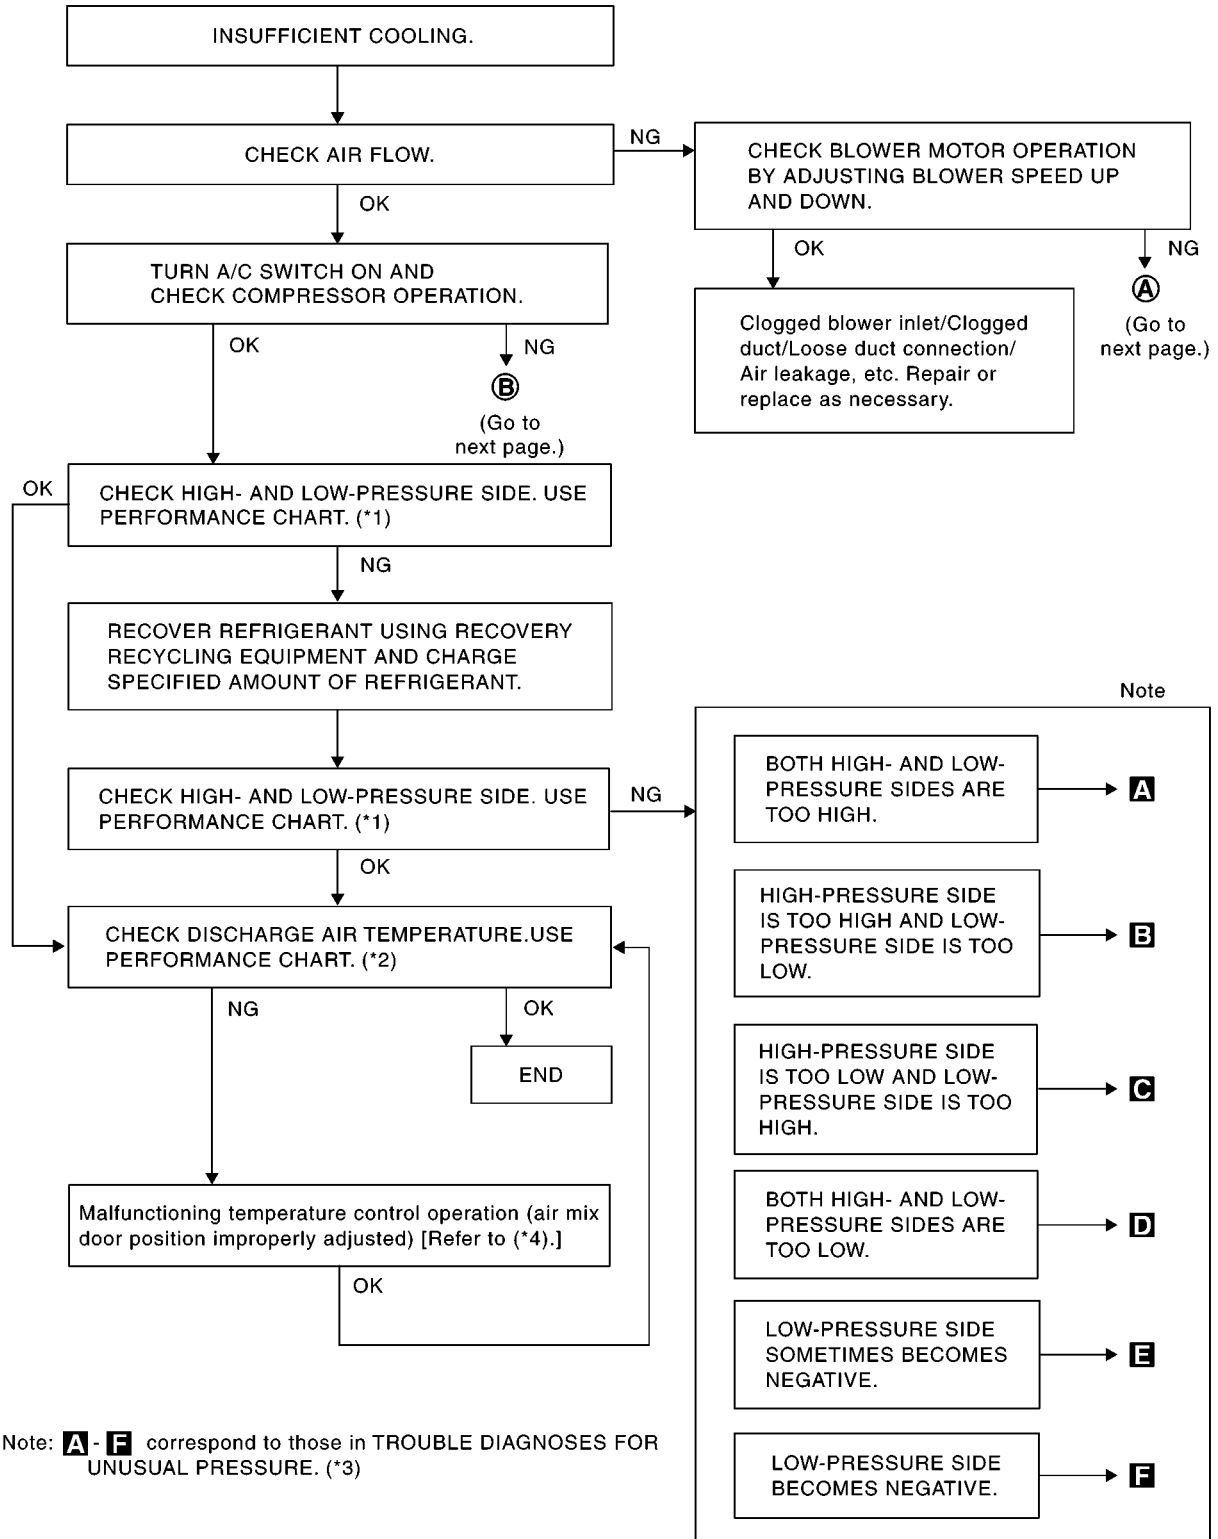 INSUFFICIENT COOLING.
CHECK AIR FLOW.
NG
CHECK BLOWER MOTOR OPERATION
BY ADJUSTING BLOWER SPEED UP
AND DOWN.
OK
OK
NG
TURN A/C SWITCH ON AND
CHECK COMPRESSOR OPERATION.
A
(Go to
next page.)
Clogged blower inlet/Clogged
duct/Loose duct connection/
Air leakage, etc. Repair or
replace as necessary.
OK
NG
B
(Go to
next page.)
OK
CHECK HIGH- AND LOW-PRESSURE SIDE. USE
PERFORMANCE CHART. (*1)
NG
RECOVER REFRIGERANT USING RECOVERY
RECYCLING EQUIPMENT AND CHARGE
SPECIFIED AMOUNT OF REFRIGERANT.
CHECK HIGH- AND LOW-PRESSURE SIDE. USE
PERFORMANCE CHART. (*1)
NG
OK
CHECK DISCHARGE AIR TEMPERATURE.USE
PERFORMANCE CHART. (*2)
NG
OK
END
Malfunctioning temperature control operation (air mix
door position improperly adjusted) [Refer to (*4).]
OK
Note
BOTH HIGH- AND LOW-
PRESSURE SIDES ARE
TOO HIGH.
A
HIGH-PRESSURE SIDE
IS TOO HIGH AND LOW-
PRESSURE SIDE IS TOO
LOW.
B
HIGH-PRESSURE SIDE
IS TOO LOW AND LOW-
PRESSURE SIDE IS TOO
HIGH.
C
BOTH HIGH- AND LOW-
PRESSURE SIDES ARE
TOO LOW.
D
LOW-PRESSURE SIDE
SOMETIMES BECOMES
NEGATIVE.
E
LOW-PRESSURE SIDE
BECOMES NEGATIVE.
F
Note: A - F correspond to those in TROUBLE DIAGNOSES FOR
UNUSUAL PRESSURE. (*3)